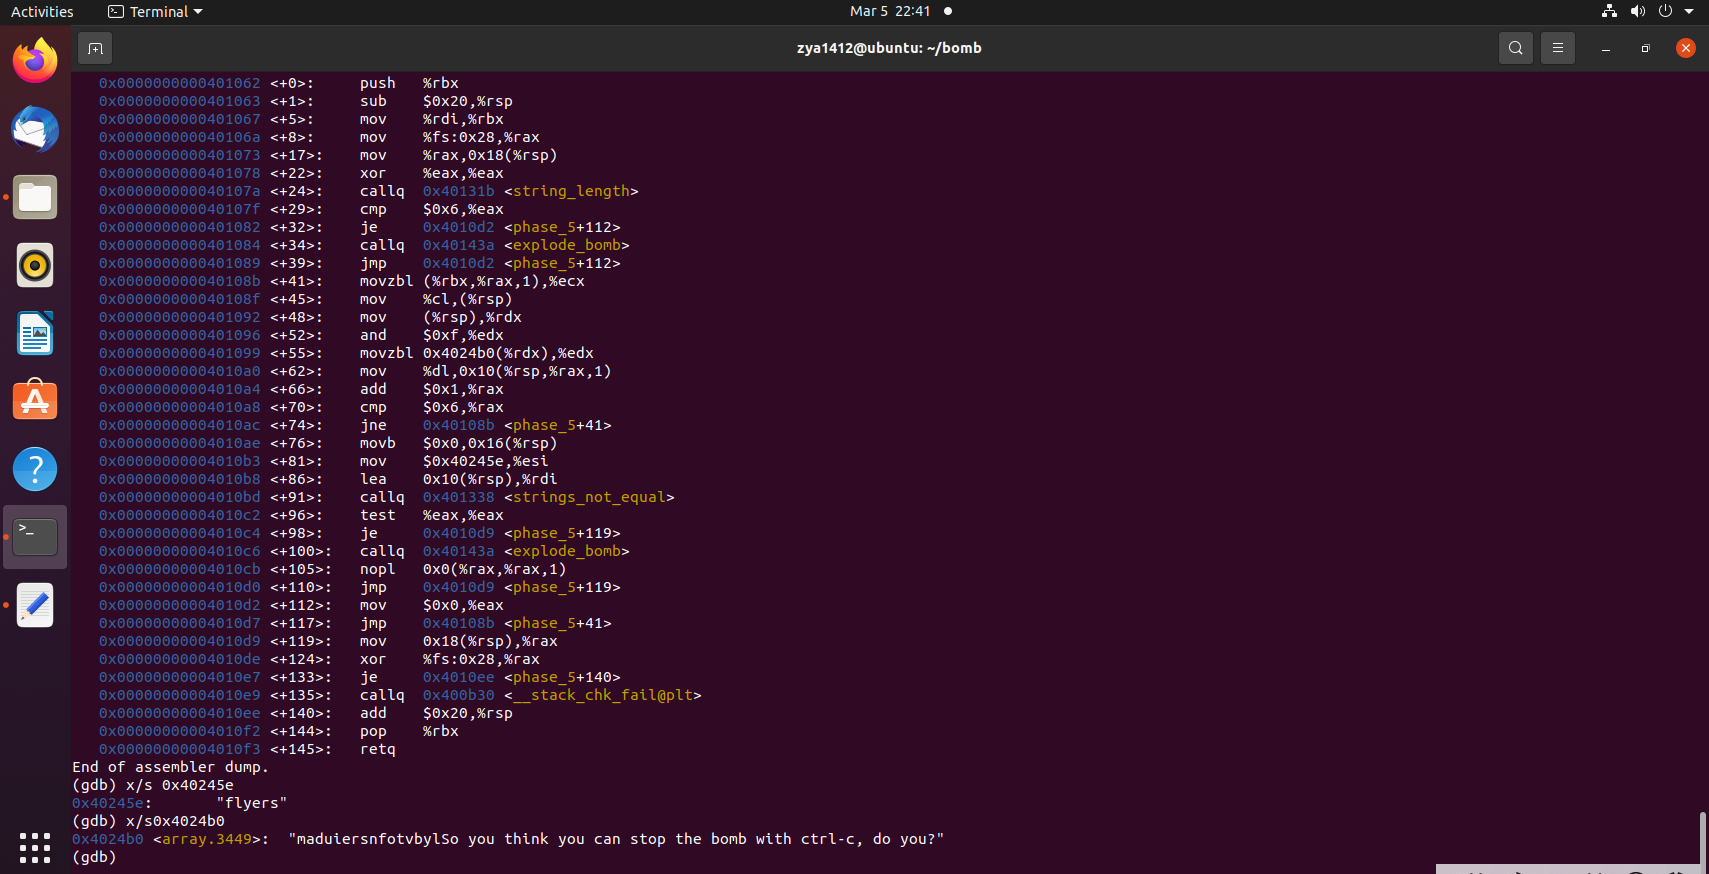 Activities Terminal Mar 5 22:41
zya1412@ubuntu: ~/bomb
0x0000000000401062 <+0>: push %rbx
0x0000000000401063 <+1>: sub $0x20,%rsp
0x0000000000401067 <+5>: mov %rdi,%rbx
0x000000000040106a <+8>: mov %fs:0x28,%rax
0x0000000000401073 <+17>: mov %rax,0x18(%rsp)
0x0000000000401078 <+22>: xor %eax,%eax
0x000000000040107a <+24>: callq 0x40131b <string_length>
0x000000000040107f <+29>: cmp $0x6,%eax
0x0000000000401082 <+32>: je 0x4010d2 <phase_5+112>
0x0000000000401084 <+34>: callq 0x40143a <explode_bomb>
0x0000000000401089 <+39>: jmp 0x4010d2 <phase_5+112>
0x000000000040108b <+41>: movzbl (%rbx,%rax,1),%ecx
0x000000000040108f <+45>: mov %cl,(%rsp)
0x0000000000401092 <+48>: mov (%rsp),%rdx
0x0000000000401096 <+52>: and $0xf,%edx
0x0000000000401099 <+55>: movzbl 0x4024b0(%rdx),%edx
0x00000000004010a0 <+62>: mov %dl,0x10(%rsp,%rax,1)
0x00000000004010a4 <+66>: add $0x1,%rax
0x00000000004010a8 <+70>: cmp $0x6,%rax
0x00000000004010ac <+74>: jne 0x40108b <phase_5+41>
0x00000000004010ae <+76>: movb $0x0,0x16(%rsp)
0x00000000004010b3 <+81>: mov $0x40245e,%esi
0x00000000004010b8 <+86>: lea 0x10(%rsp),%rdi
0x00000000004010bd <+91>: callq 0x401338 <strings_not_equal>
0x00000000004010c2 <+96>: test %eax,%eax
0x00000000004010c4 <+98>: je 0x4010d9 <phase_5+119>
0x00000000004010c6 <+100>: callq 0x40143a <explode_bomb>
0x00000000004010cb <+105>: nopl 0x0(%rax,%rax,1)
0x00000000004010d0 <+110>: jmp 0x4010d9 <phase_5+119>
0x00000000004010d2 <+112>: mov $0x0,%eax
0x00000000004010d7 <+117>: jmp 0x40108b <phase_5+41>
0x00000000004010d9 <+119>: mov 0x18(%rsp),%rax
0x00000000004010de <+124>: xor %fs:0x28,%rax
0x00000000004010e7 <+133>: je 0x4010ee <phase_5+140>
0x00000000004010e9 <+135>: callq 0x400b30 <__stack_chk_fail@plt>
0x00000000004010ee <+140>: add $0x20,%rsp
0x00000000004010f2 <+144>: pop %rbx
0x00000000004010f3 <+145>: retq
End of assembler dump.
(gdb) x/s 0x40245e
0x40245e: "flyers"
(gdb) x/s0x4024b0
0x4024b0 <array.3449>: "maduiersnfotvbylSo you think you can stop the bomb with ctrl-c, do you?"
(gdb)